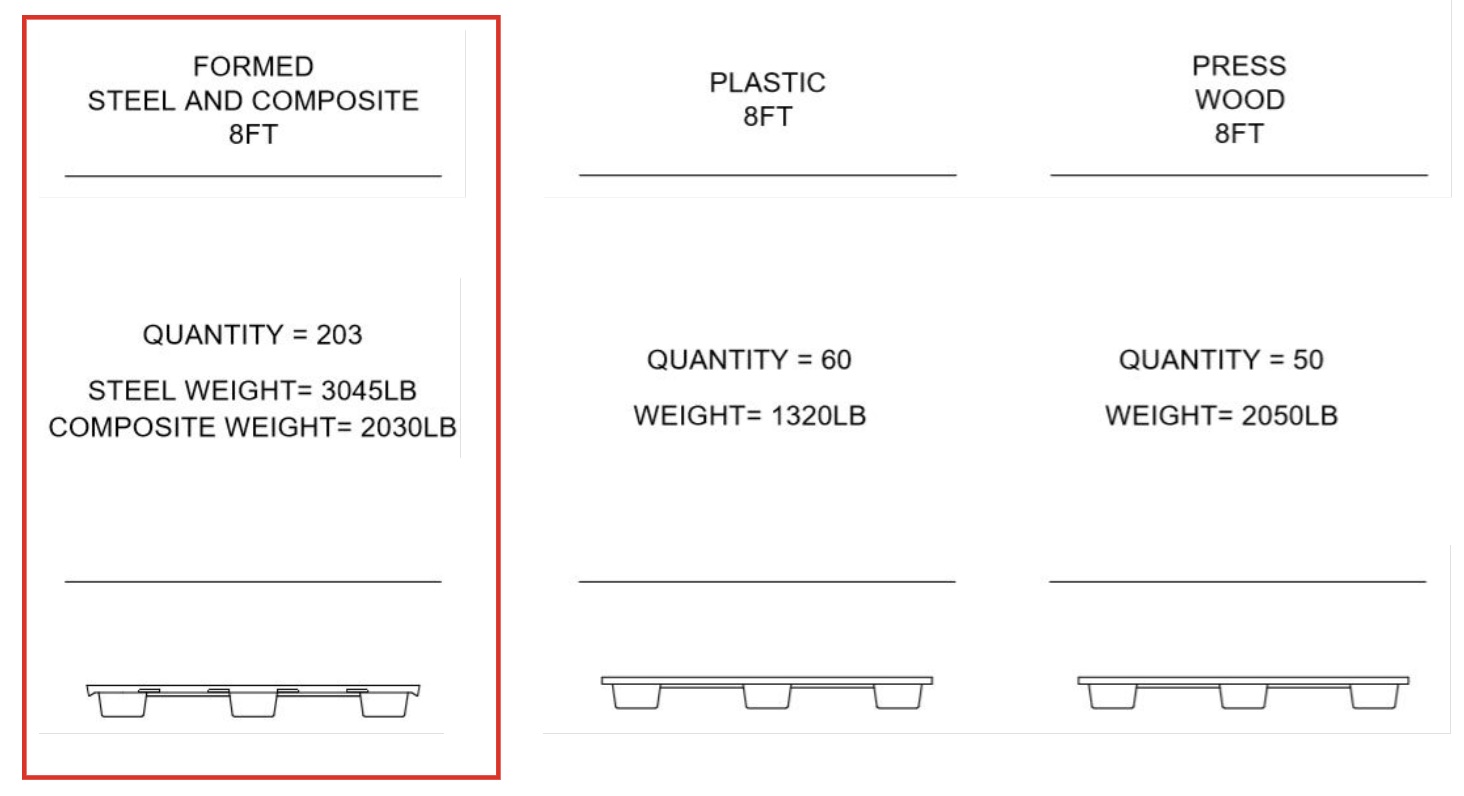 FORMED
STEEL AND COMPOSITE
8FT
QUANTITY = 203
STEEL WEIGHT= 3045LB
COMPOSITE WEIGHT= 2030LB
PLASTIC
8FT
QUANTITY = 60
WEIGHT= 1320LB
PRESS
WOOD
8FT
QUANTITY = 50
WEIGHT= 2050LB